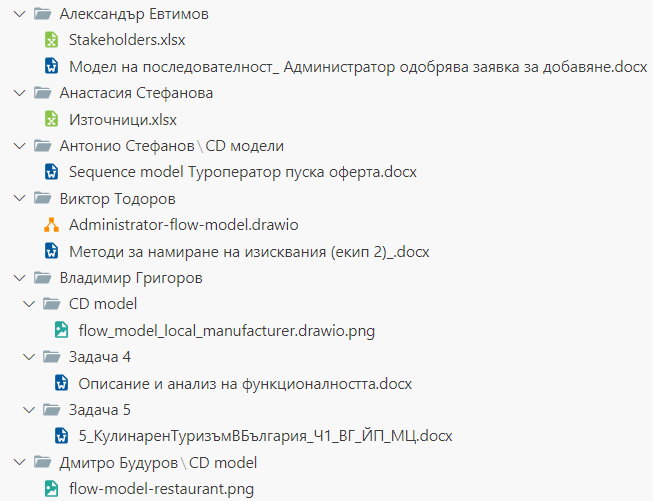 Александър Евтимов
Stakeholders.xlsx
Модел на последователност_ Администратор одобрява заявка за добавяне.docx
Анастасия Стефанова
Източници.xlsx
Антонио Стефанов\CD модели
Sequence model Туроператор пуска оферта.docx
Виктор Тодоров
Administrator-flow-model.drawio
Методи за намиране на изисквания (екип 2)_.docx
Владимир Григоров
CD model
flow_model_local_manufacturer.drawio.png
Задача 4
Описание и анализ на функционалността.docx
Задача 5
5_КулинаренТуризъмВБългария_Ч1_ВГ_ЙП_МЦ.docx
Дмитро Будуров\CD model
flow-model-restaurant.png